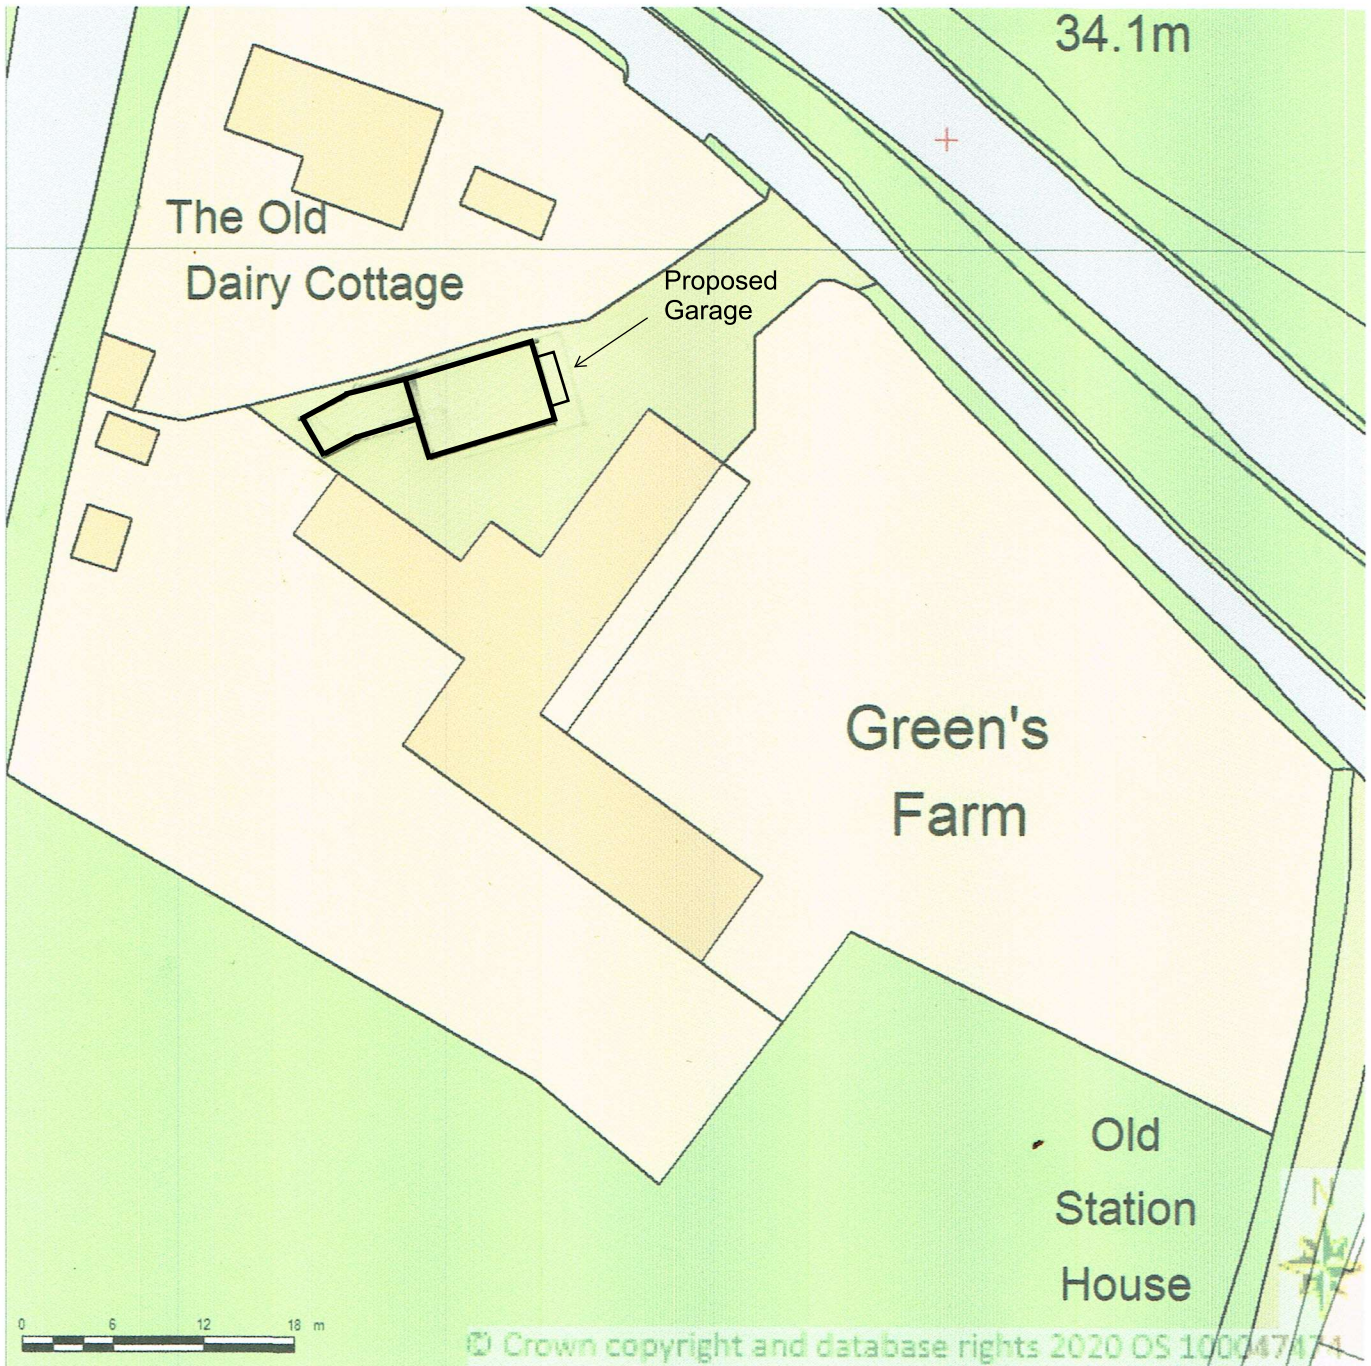 34.1m
The Old
Dairy Cottage
Proposed
Garage
Green's
Farm
Old
Station
House
N
0 6 12 18 m
© Crown copyright and database rights 2020 OS 100047474